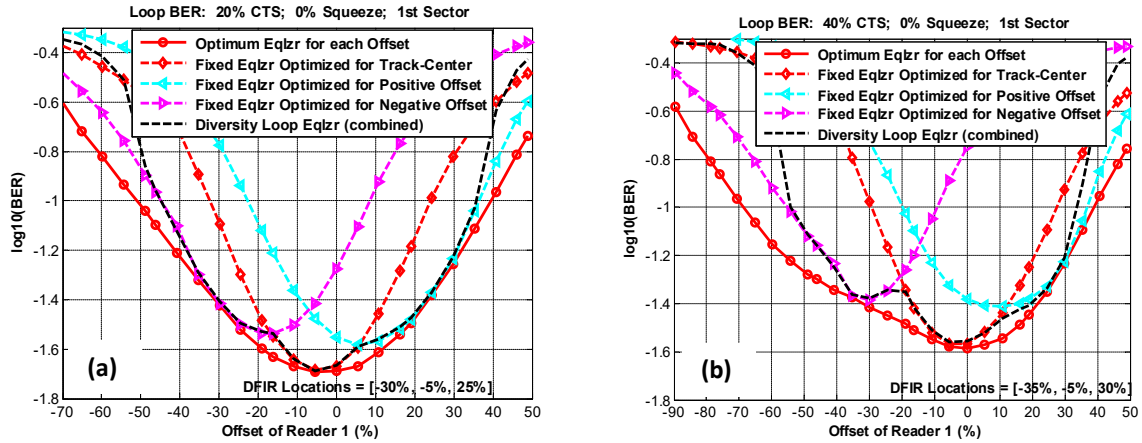 Loop BER: 20% CTS; 0% Squeeze; 1st Sector
-0.4
-0.6
-0.8
-1
-1.2
-1.4
-1.6
-1.8
log10(BER)
Optimum Eqlzr for each Offset
Fixed Eqlzr Optimized for Track-Center
Fixed Eqlzr Optimized for Positive Offset
Fixed Eqlzr Optimized for Negative Offset
Diversity Loop Eqlzr (combined)
(a)
DFIR Locations = [-30%, -5%, 25%]
-70 -60 -50 -40 -30 -20 -10 0 10 20 30 40 50
Offset of Reader 1 (%)
Loop BER: 40% CTS; 0% Squeeze; 1st Sector
-0.4
-0.6
-0.8
-1
-1.2
-1.4
-1.6
-1.8
log10(BER)
Optimum Eqlzr for each Offset
Fixed Eqlzr Optimized for Track-Center
Fixed Eqlzr Optimized for Positive Offset
Fixed Eqlzr Optimized for Negative Offset
Diversity Loop Eqlzr (combined)
(b)
DFIR Locations = [-35%, -5%, 30%]
-90 -80 -70 -60 -50 -40 -30 -20 -10 0 10 20 30 40 50
Offset of Reader 1 (%)